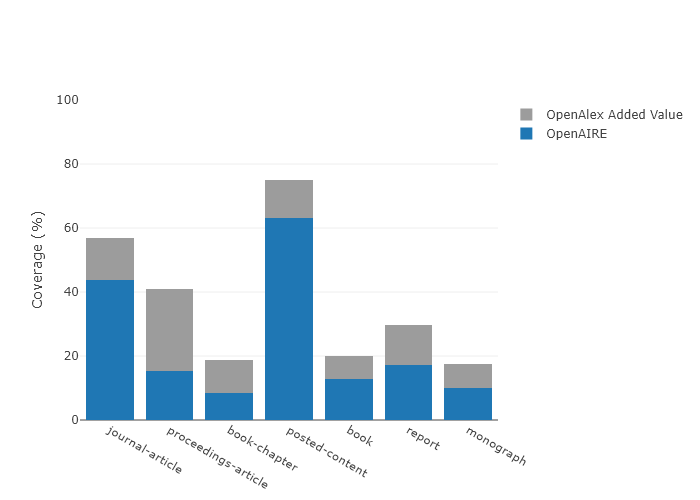 100
80
60
40
20
0
Coverage (%)
journal-article
proceedings-article
book-chapter
posted-content
book
report
monograph
OpenAlex Added Value
OpenAIRE